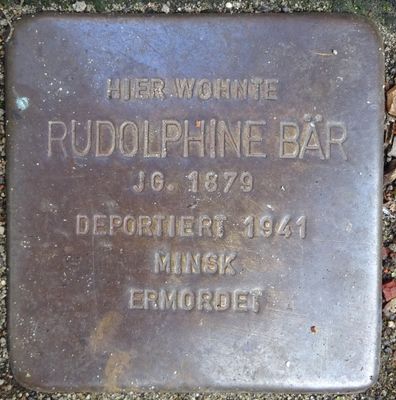 HIER WOHNTE
RUDOLPHINE BÄR
JG. 1879
DEPORTIERT 1941
MINSK
ERMORDET